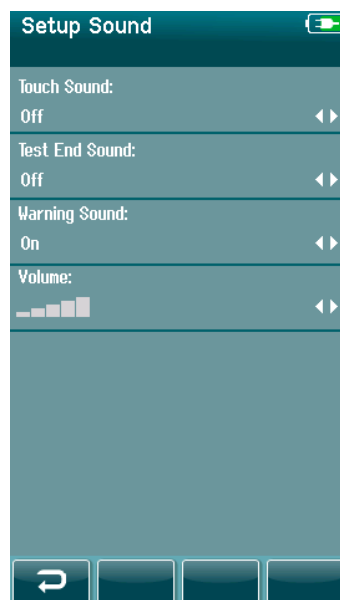 Setup Sound
Touch Sound:
Off
Test End Sound:
Off
Warning Sound:
On
Volume: